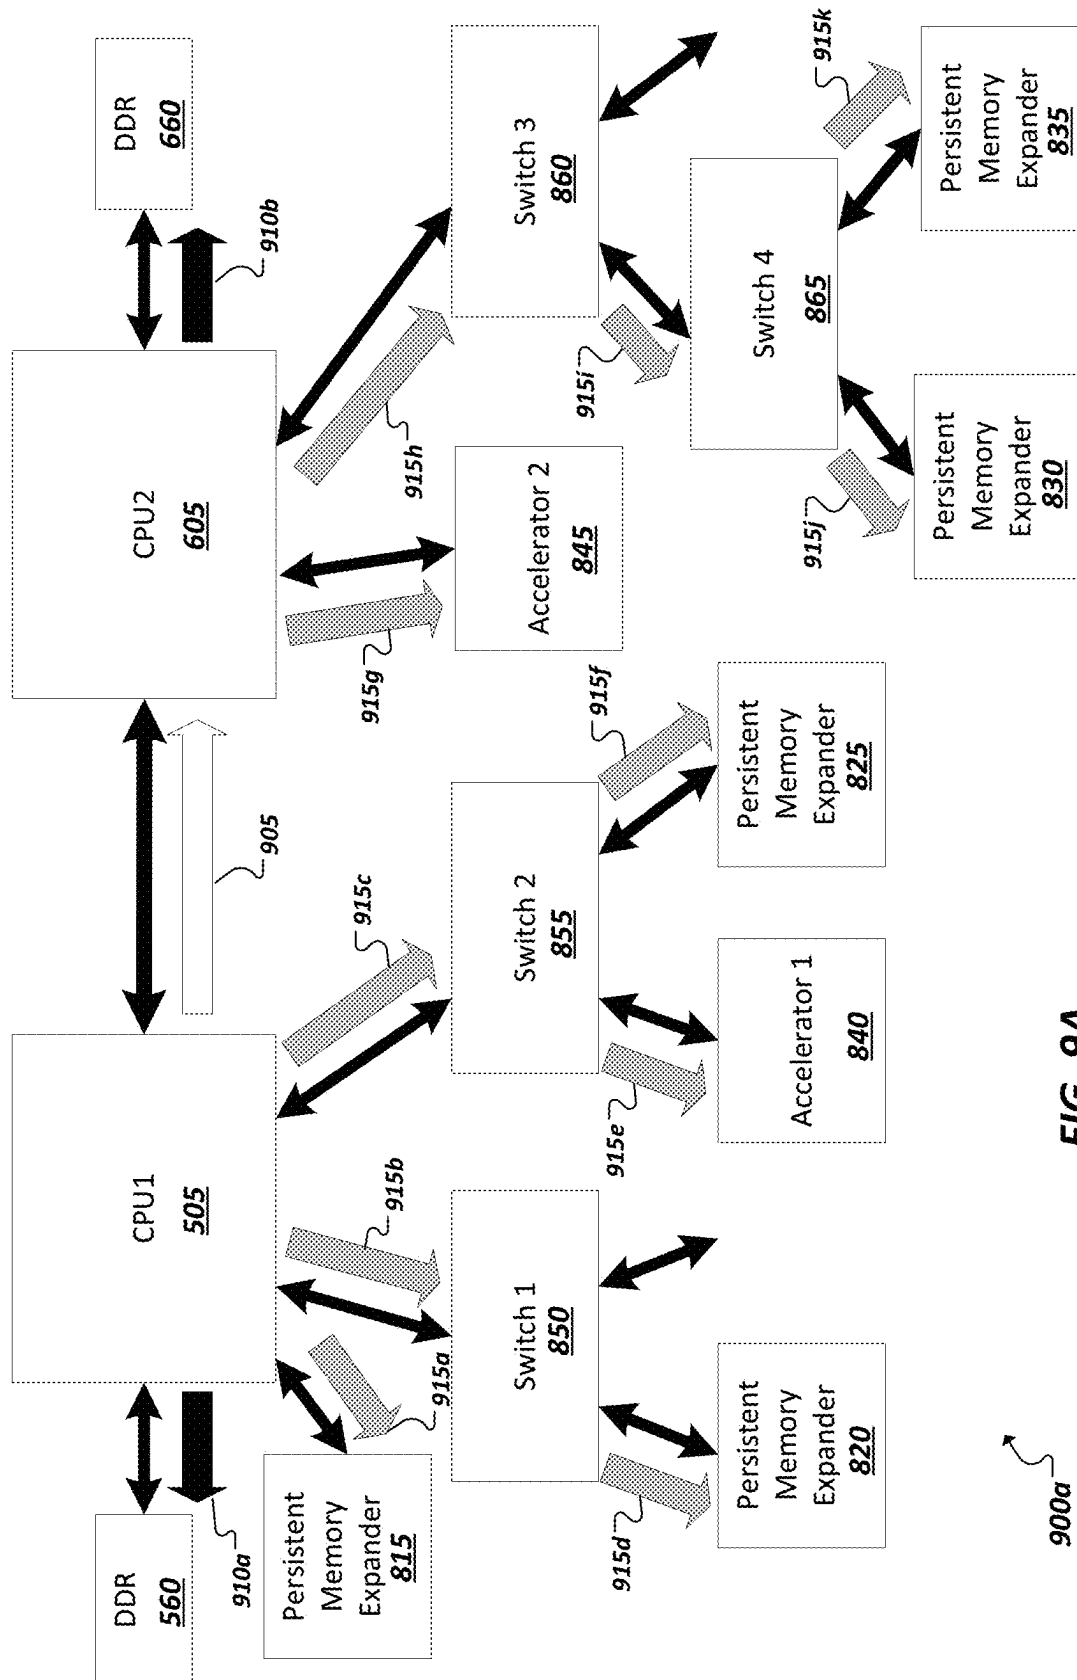 DDR
560
CPU1
505
CPU2
605
DDR
660
910a
905
910b
Persistent
Memory
Expander
815
915a
915b
915c
915g
915h
Switch 1
850
Switch 2
855
Accelerator 2
845
Switch 3
860
915d
915e
915f
915i
Persistent
Memory
Expander
820
Accelerator 1
840
Persistent
Memory
Expander
825
Switch 4
865
915j
915k
Persistent
Memory
Expander
830
Persistent
Memory
Expander
835
900a
FIG. 9A